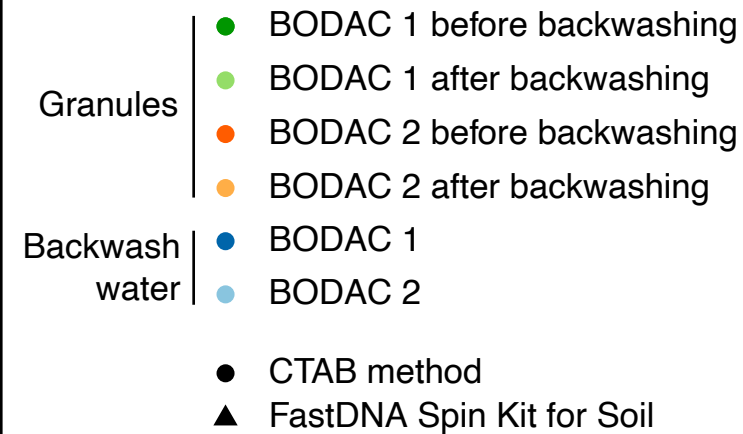 Granules
BODAC 1 before backwashing
BODAC 1 after backwashing
BODAC 2 before backwashing
BODAC 2 after backwashing
Backwash
water
BODAC 1
BODAC 2
CTAB method
FastDNA Spin Kit for Soil